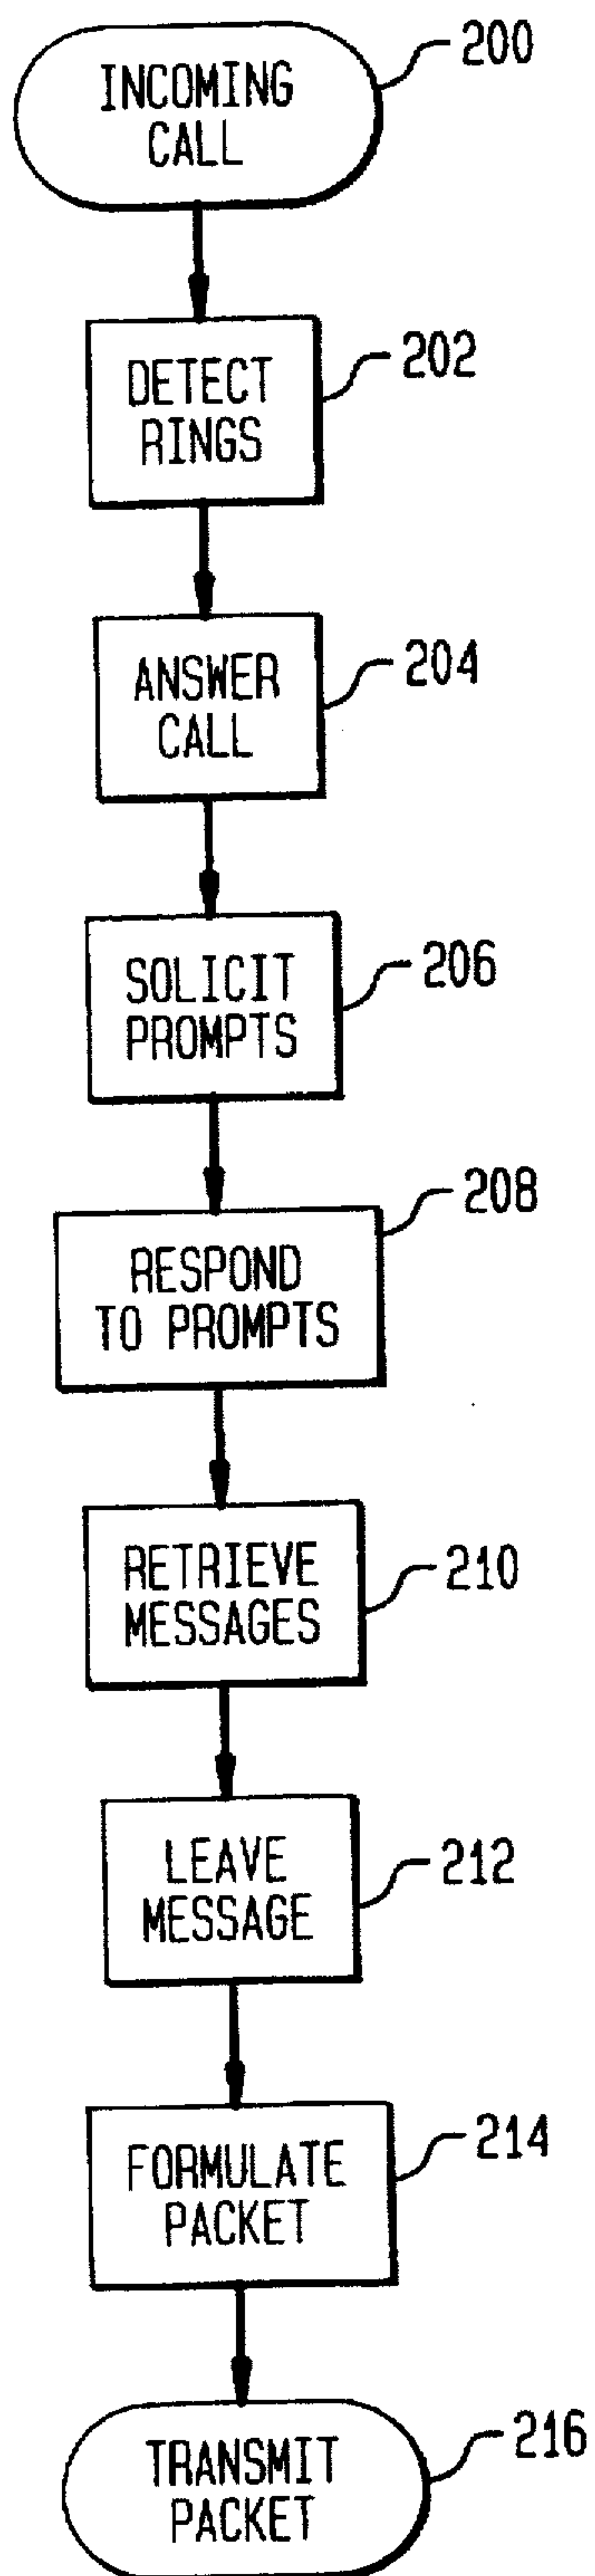 INCOMING
CALL
200
DETECT
RINGS
202
ANSWER
CALL
204
SOLICIT
PROMPTS
206
RESPOND
TO PROMPTS
208
RETRIEVE
MESSAGES
210
LEAVE
MESSAGE
212
FORMULATE
PACKET
214
TRANSMIT
PACKET
216